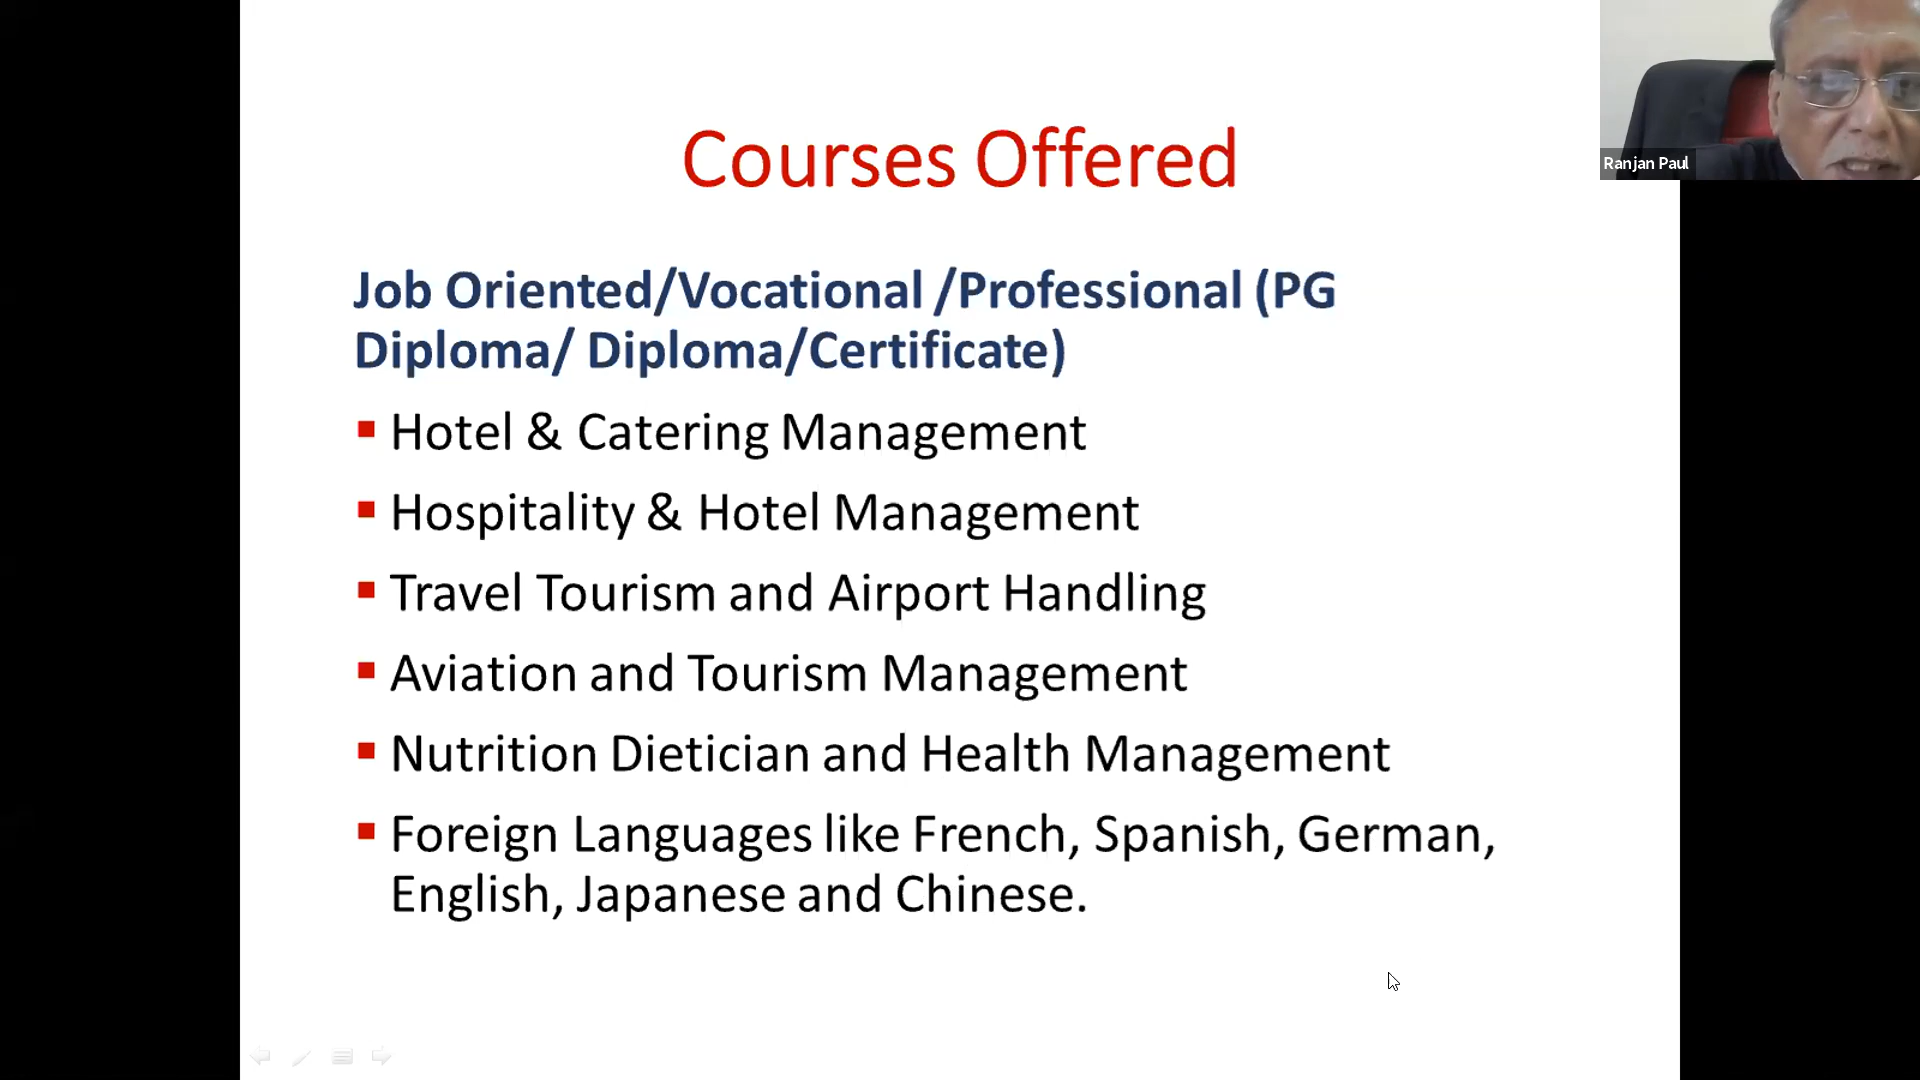 Courses Offered
Ranjan Paul
Job Oriented/Vocational /Professional (PG
Diploma/ Diploma/Certificate)
Hotel & Catering Management
Hospitality & Hotel Management
Travel Tourism and Airport Handling
Aviation and Tourism Management
Nutrition Dietician and Health Management
Foreign Languages like French, Spanish, German,
English, Japanese and Chinese.